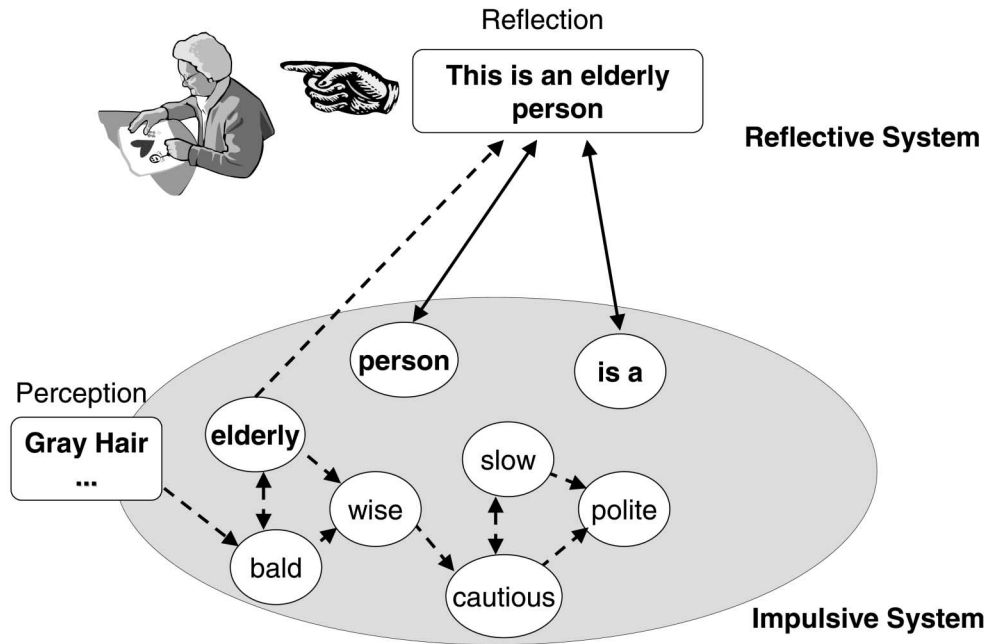 Reflection
This is an elderly
person
Reflective System
person
is a
Perception
Gray Hair
...
elderly
slow
wise
polite
bald
cautious
Impulsive System